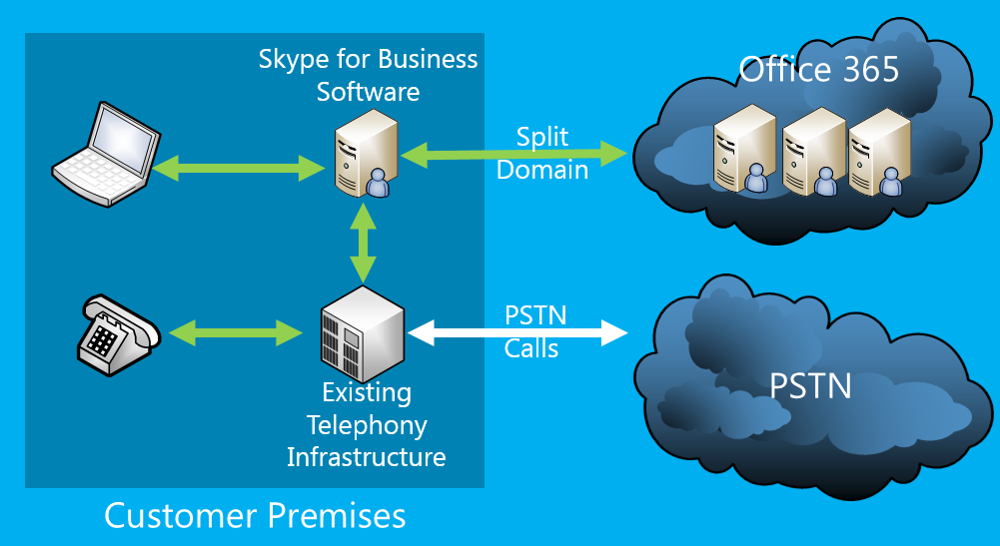 Skype for Business
Software
Office 365
Split
Domain
PSTN
Calls
PSTN
Existing
Telephony
Infrastructure
Customer Premises